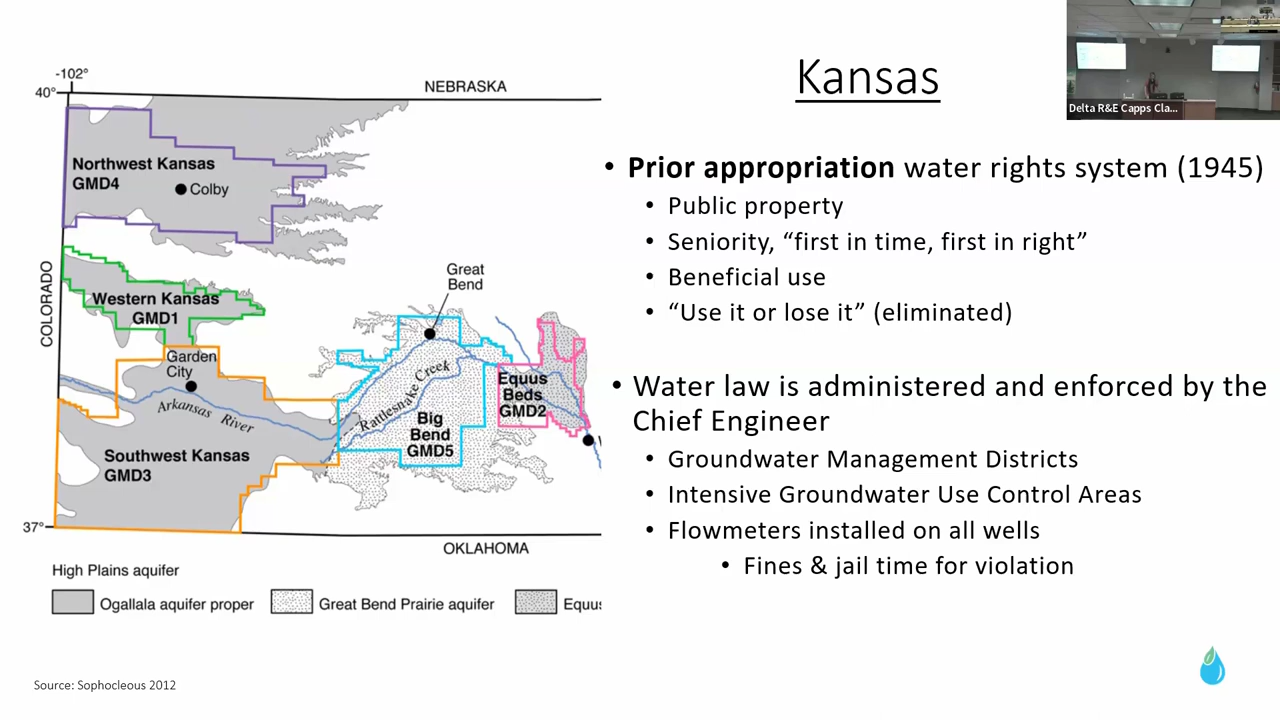 Kansas
Delta R&E Capps Cla...
-102°
40°
NEBRASKA
Northwest Kansas
GMD4
Colby
COLORADO
Western Kansas
GMD1
Great
Bend
Garden
City
Arkansas River
Rattlesnake Creek
Equus
Beds
GMD2
Big
Bend
GMD5
Southwest Kansas
GMD3
37°
OKLAHOMA
High Plains aquifer
Ogallala aquifer proper
Great Bend Prairie aquifer
Equus
• Prior appropriation water rights system (1945)
• Public property
• Seniority, “first in time, first in right”
• Beneficial use
• “Use it or lose it” (eliminated)
• Water law is administered and enforced by the
Chief Engineer
• Groundwater Management Districts
• Intensive Groundwater Use Control Areas
• Flowmeters installed on all wells
• Fines & jail time for violation
Source: Sophocleous 2012